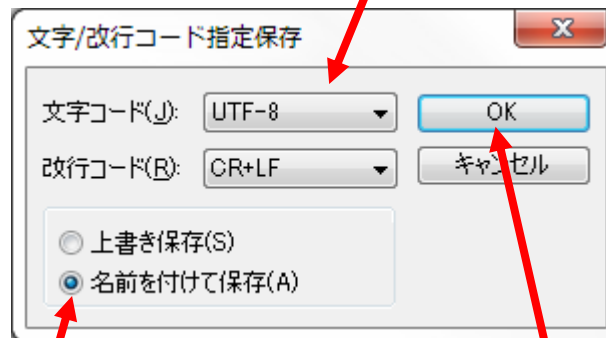 文字/改行コード指定保存
文字コード(J): UTF-8 OK
改行コード(R): CR+LF キャンセル
上書き保存(S)
名前を付けて保存(A)